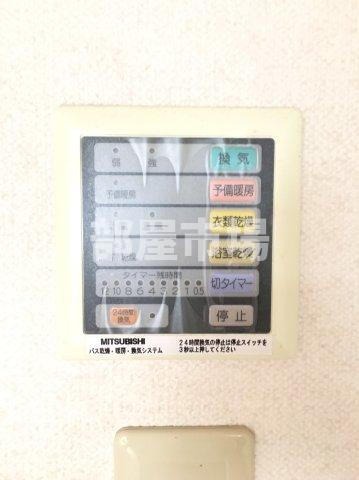 弱 強 換気
予備暖房 予備暖房
衣類乾燥
部屋市場
乾燥 浴室乾燥
タイマー残時間
12 10 8 6 4 3 2 1 0.5 切タイマー
24時間換気 停止
MITSUBISHI
バス乾燥・暖房・換気システム
24時間換気の停止は停止スイッチを
3秒以上押してください